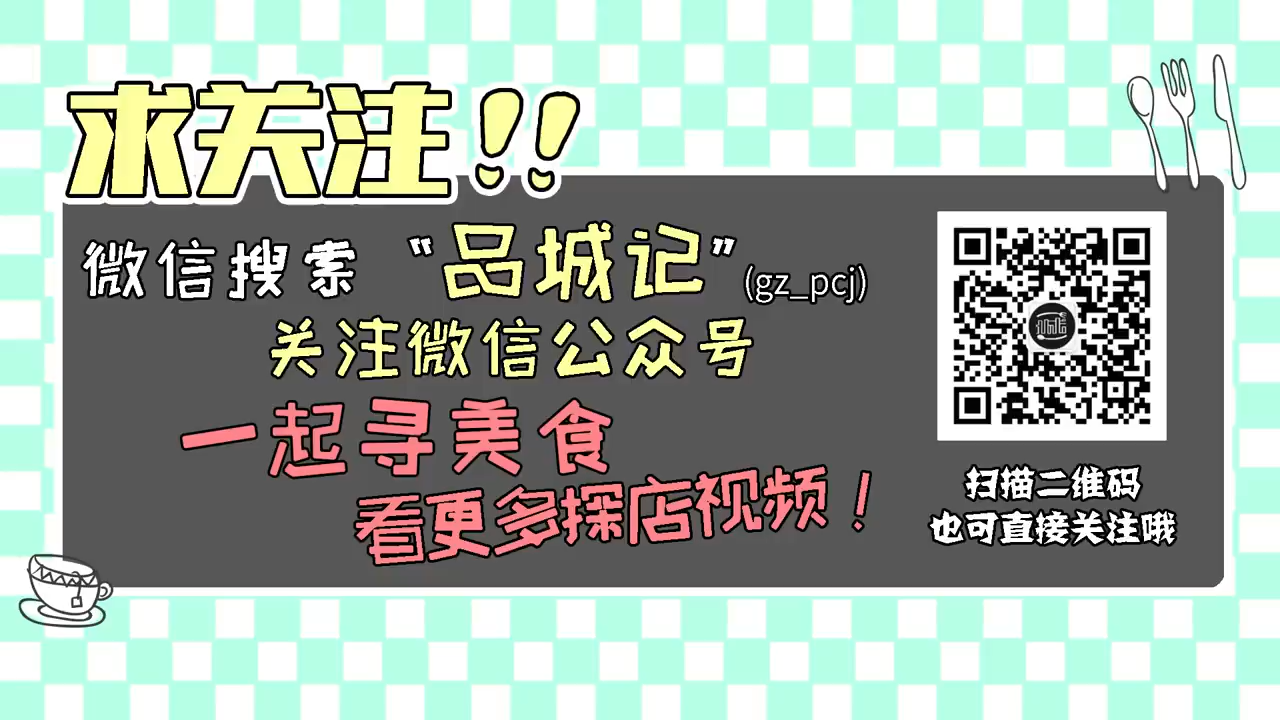 求关注!!
微信搜索 “品城记”(gz_pcj)
关注微信公众号
一起寻美食
看更多探店视频！
扫描二维码
也可直接关注哦